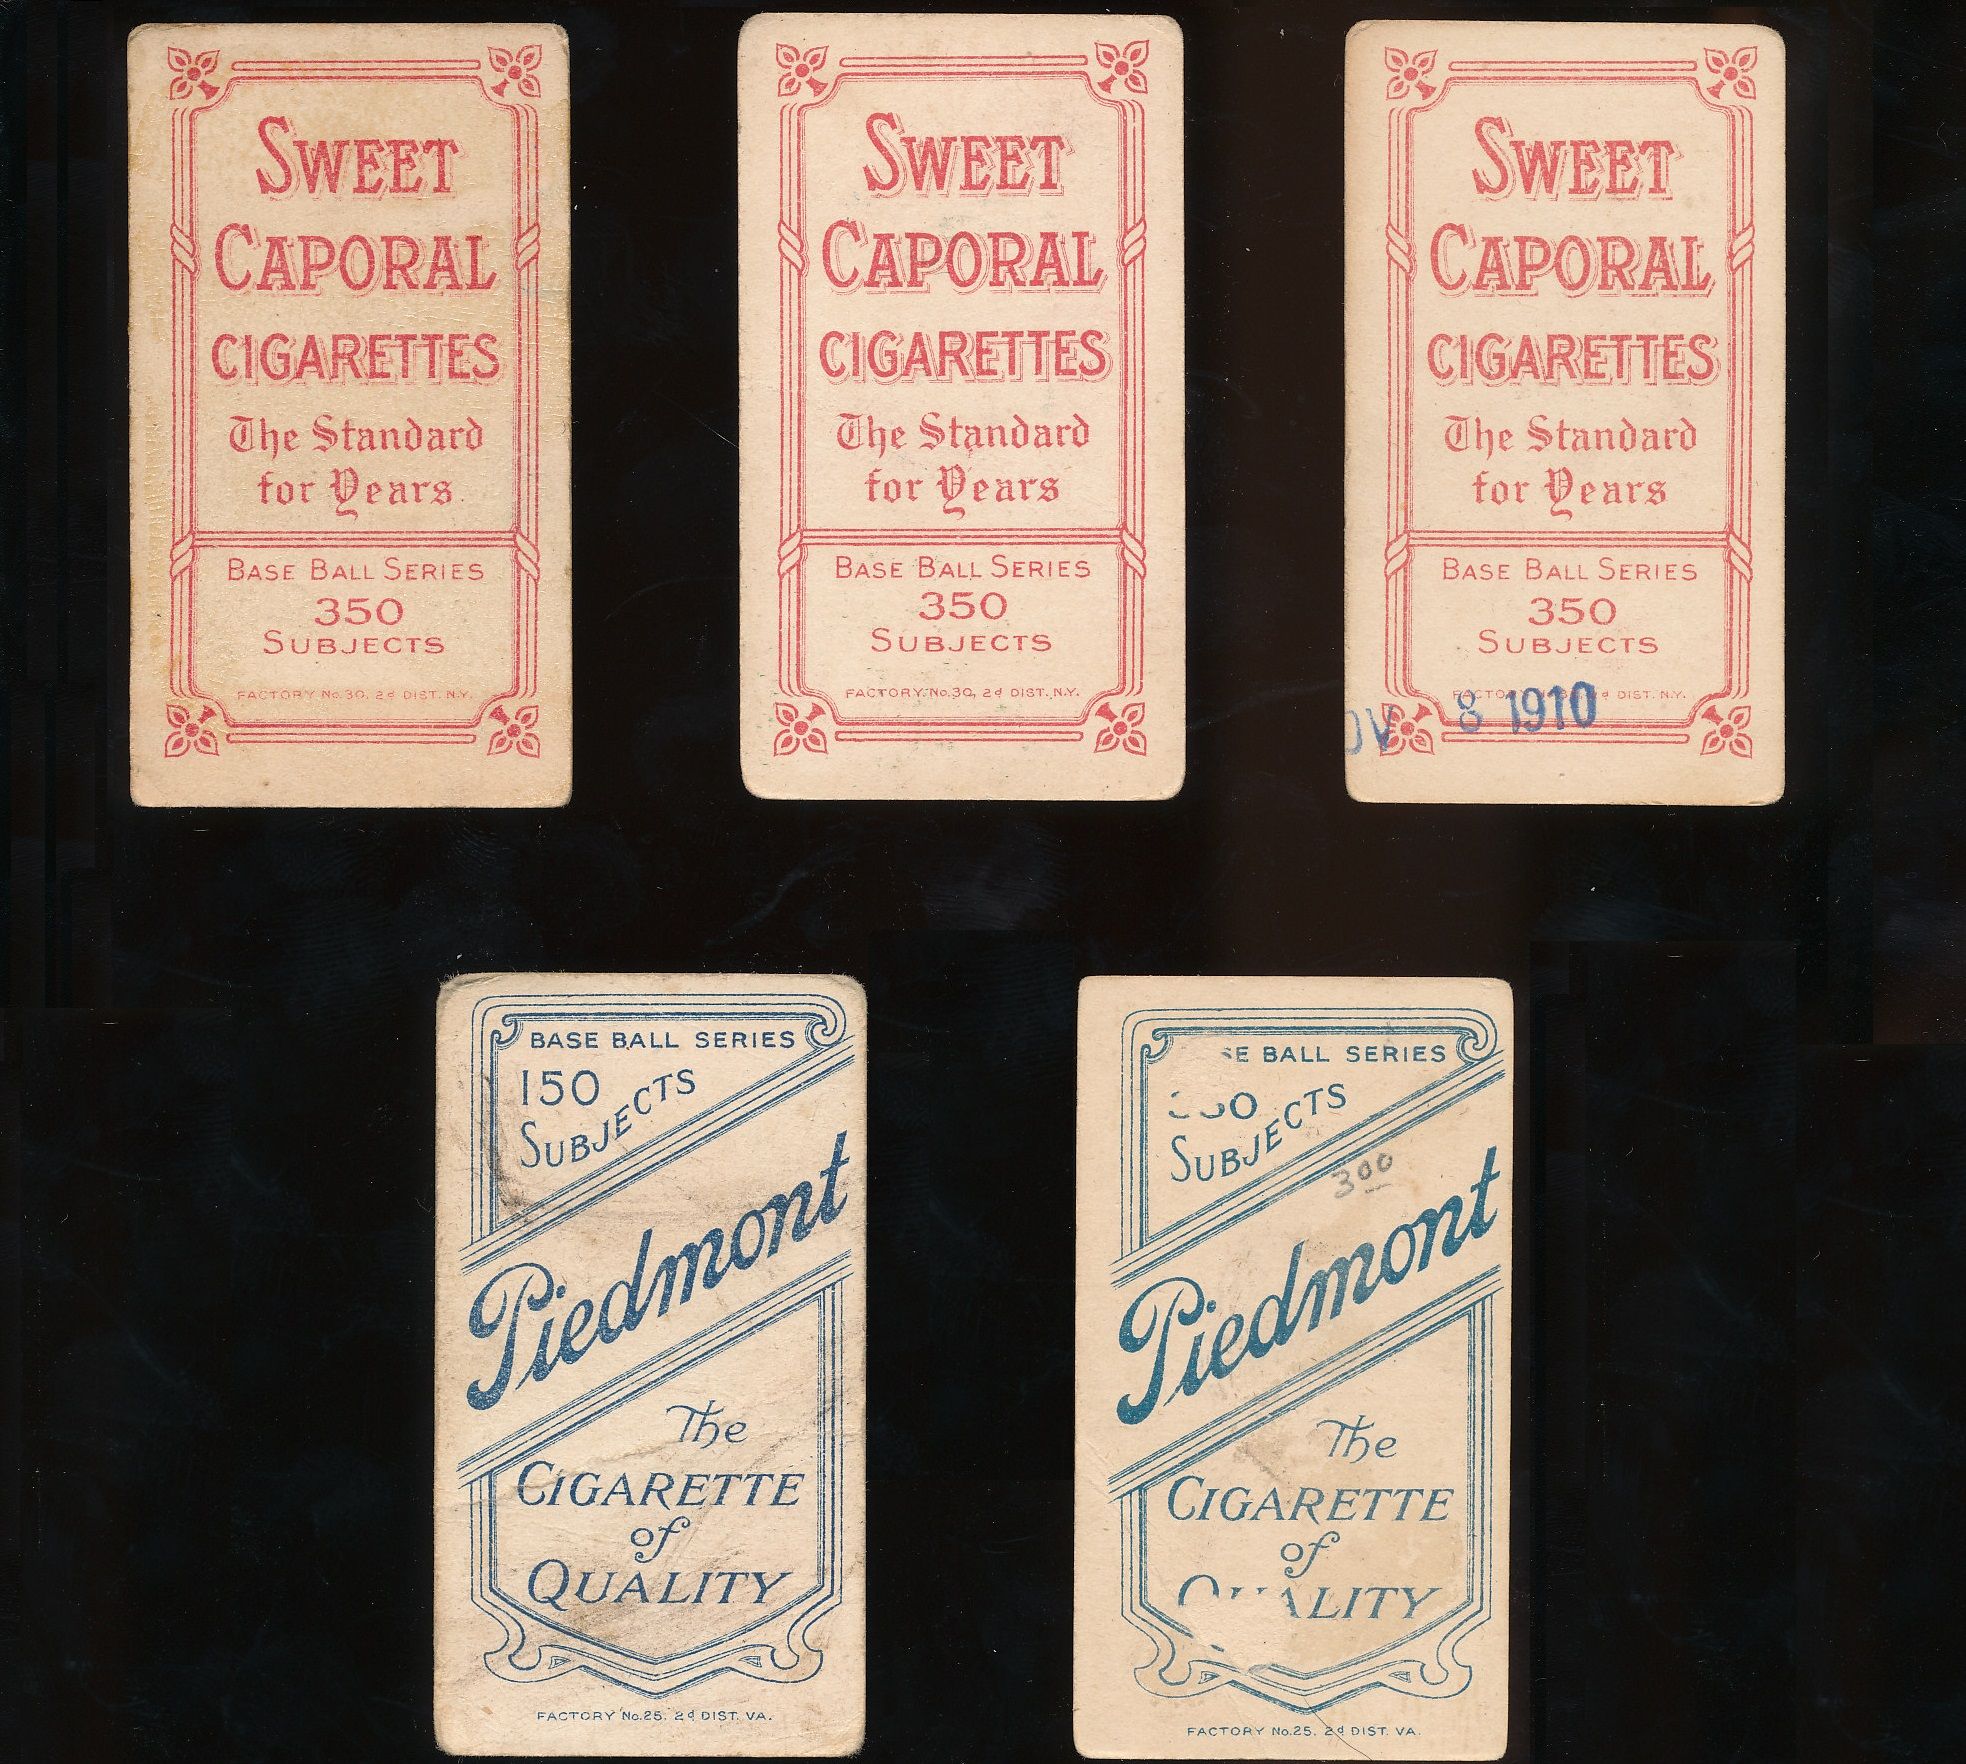 SWEET
CAPORAL
CIGARETTES
The Standard
for Years
BASE BALL SERIES
350
SUBJECTS
FACTORY No. 30, 2d DIST. N.Y.
SWEET
CAPORAL
CIGARETTES
The Standard
for Years
BASE BALL SERIES
350
SUBJECTS
FACTORY No. 30, 2d DIST. N.Y.
SWEET
CAPORAL
CIGARETTES
The Standard
for Years
BASE BALL SERIES
350
SUBJECTS
DIST. N.Y.
OV 8 1910
BASE BALL SERIES
150
SUBJECTS
Piedmont
The
CIGARETTE
of
QUALITY
FACTORY No. 25. 2d DIST. VA.
SE BALL SERIES
SUBJECTS
300
Piedmont
The
CIGARETTE
of
QUALITY
FACTORY No. 25. 2d DIST. VA.